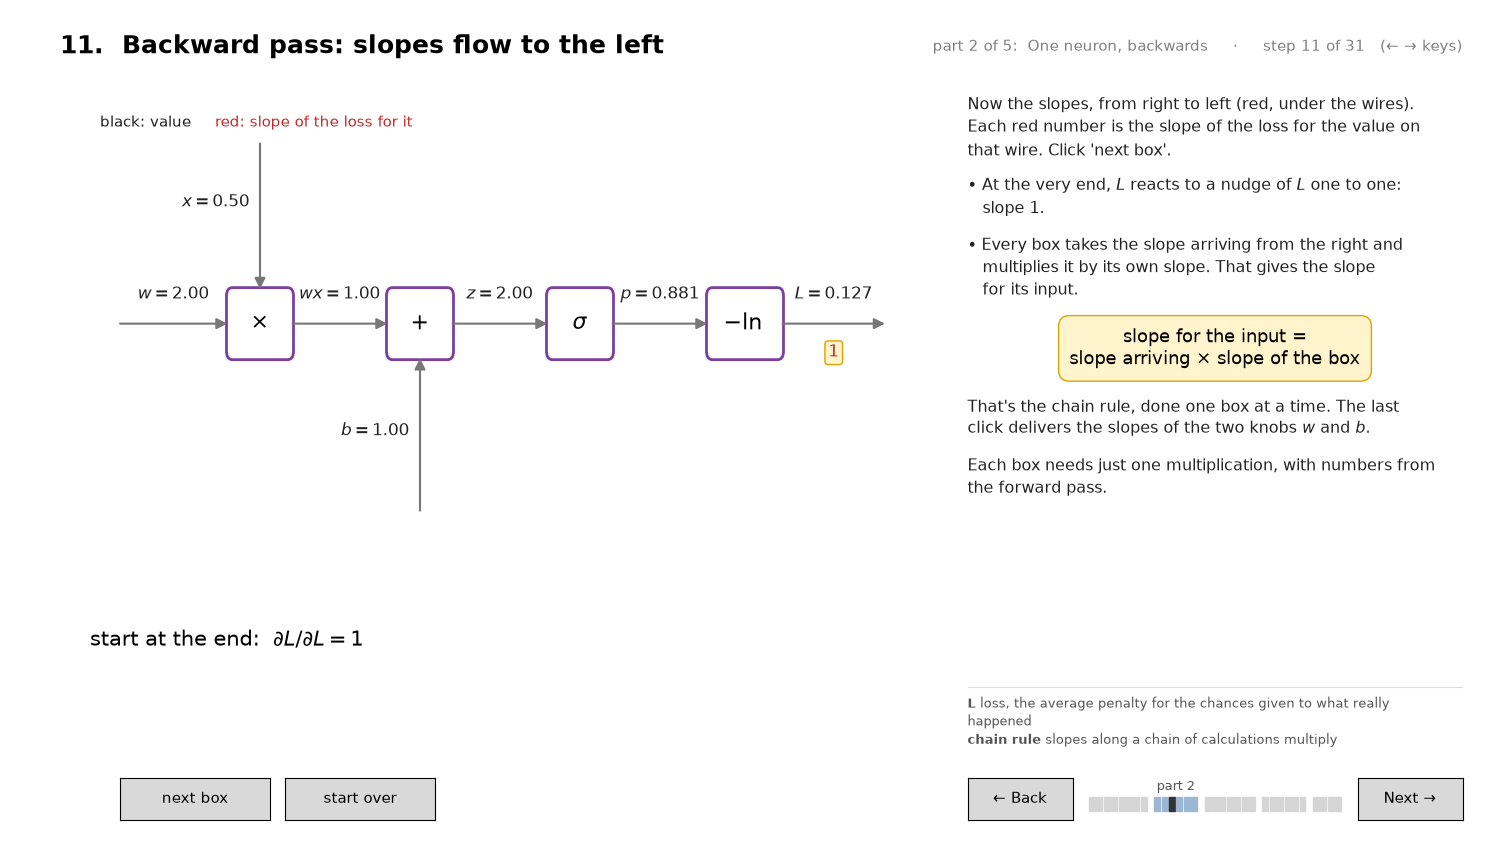 11.  Backward pass: slopes flow to the left
part 2 of 5:  One neuron, backwards   ·   step 11 of 31   (← → keys)
black: value   red: slope of the loss for it
x = 0.50
w = 2.00
wx = 1.00
z = 2.00
p = 0.881
L = 0.127
×
+
σ
−ln
1
b = 1.00
start at the end:  ∂L/∂L = 1
next box
start over
Now the slopes, from right to left (red, under the wires).
Each red number is the slope of the loss for the value on
that wire. Click 'next box'.
• At the very end, L reacts to a nudge of L one to one:
slope 1.
• Every box takes the slope arriving from the right and
multiplies it by its own slope. That gives the slope
for its input.
slope for the input =
slope arriving × slope of the box
That's the chain rule, done one box at a time. The last
click delivers the slopes of the two knobs w and b.
Each box needs just one multiplication, with numbers from
the forward pass.
L loss, the average penalty for the chances given to what really
happened
chain rule slopes along a chain of calculations multiply
← Back
part 2
Next →